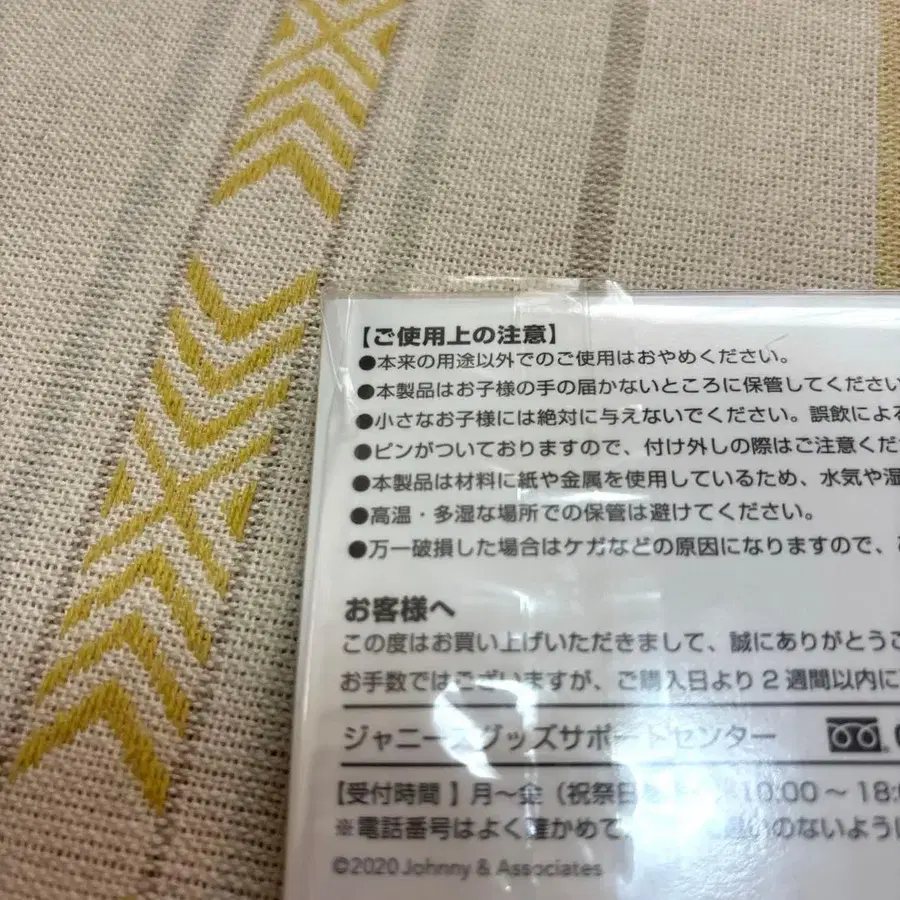 【ご使用上の注意】
●本来の用途以外でのご使用はおやめください。
●本製品はお子様の手の届かないところに保管してください
●小さなお子様には絶対に与えないでください。誤飲による
●ピンがついておりますので、付け外しの際はご注意くだ
●本製品は材料に紙や金属を使用しているため、水気や湿
●高温・多湿な場所での保管は避けてください。
●万一破損した場合はケガなどの原因になりますので、
お客様へ
この度はお買い上げいただきまして、誠にありがとうご
お手数ではございますが、ご購入日より2週間以内に
ジャニーズグッズサポートセンター
【受付時間】月～金（祝祭日 10:00～18:0
※電話番号はよく確かめて、 いのないように
©2020 Johnny & Associates